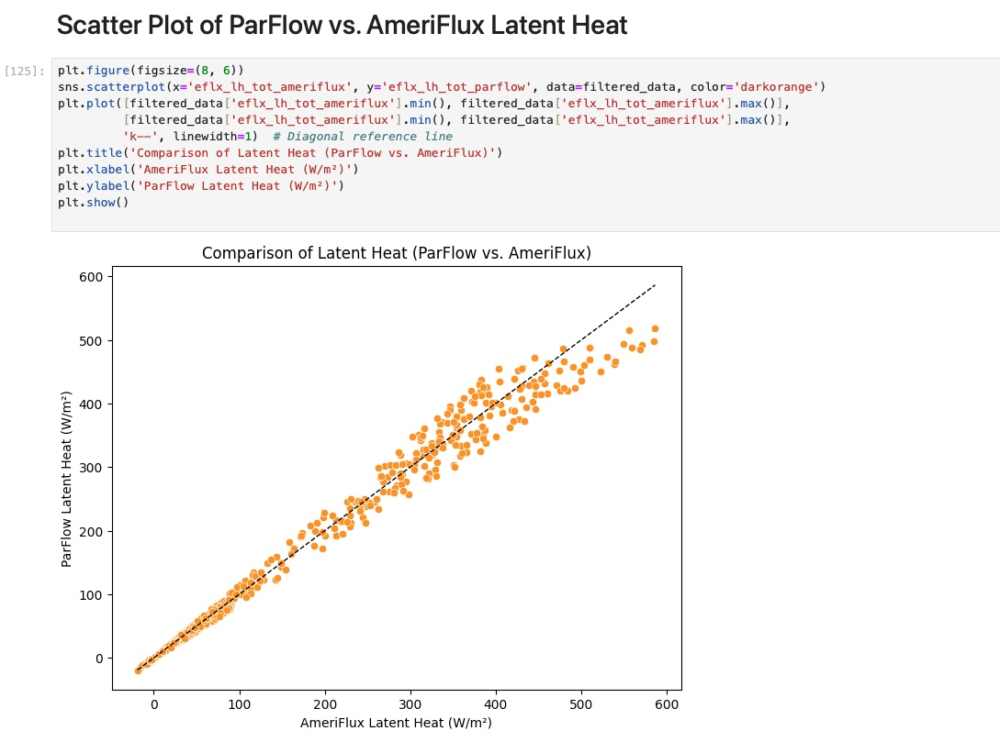 Scatter Plot of ParFlow vs. AmeriFlux Latent Heat
[125]:
plt.figure(figsize=(8, 6))
sns.scatterplot(x='eflx_lh_tot_ameriflux', y='eflx_lh_tot_parflow', data=filtered_data, color='darkorange')
plt.plot([filtered_data['eflx_lh_tot_ameriflux'].min(), filtered_data['eflx_lh_tot_ameriflux'].max()],
[filtered_data['eflx_lh_tot_ameriflux'].min(), filtered_data['eflx_lh_tot_ameriflux'].max()],
'k--', linewidth=1)  # Diagonal reference line
plt.title('Comparison of Latent Heat (ParFlow vs. AmeriFlux)')
plt.xlabel('AmeriFlux Latent Heat (W/m²)')
plt.ylabel('ParFlow Latent Heat (W/m²)')
plt.show()
Comparison of Latent Heat (ParFlow vs. AmeriFlux)
ParFlow Latent Heat (W/m²)
600
500
400
300
200
100
0
0 100 200 300 400 500 600
AmeriFlux Latent Heat (W/m²)